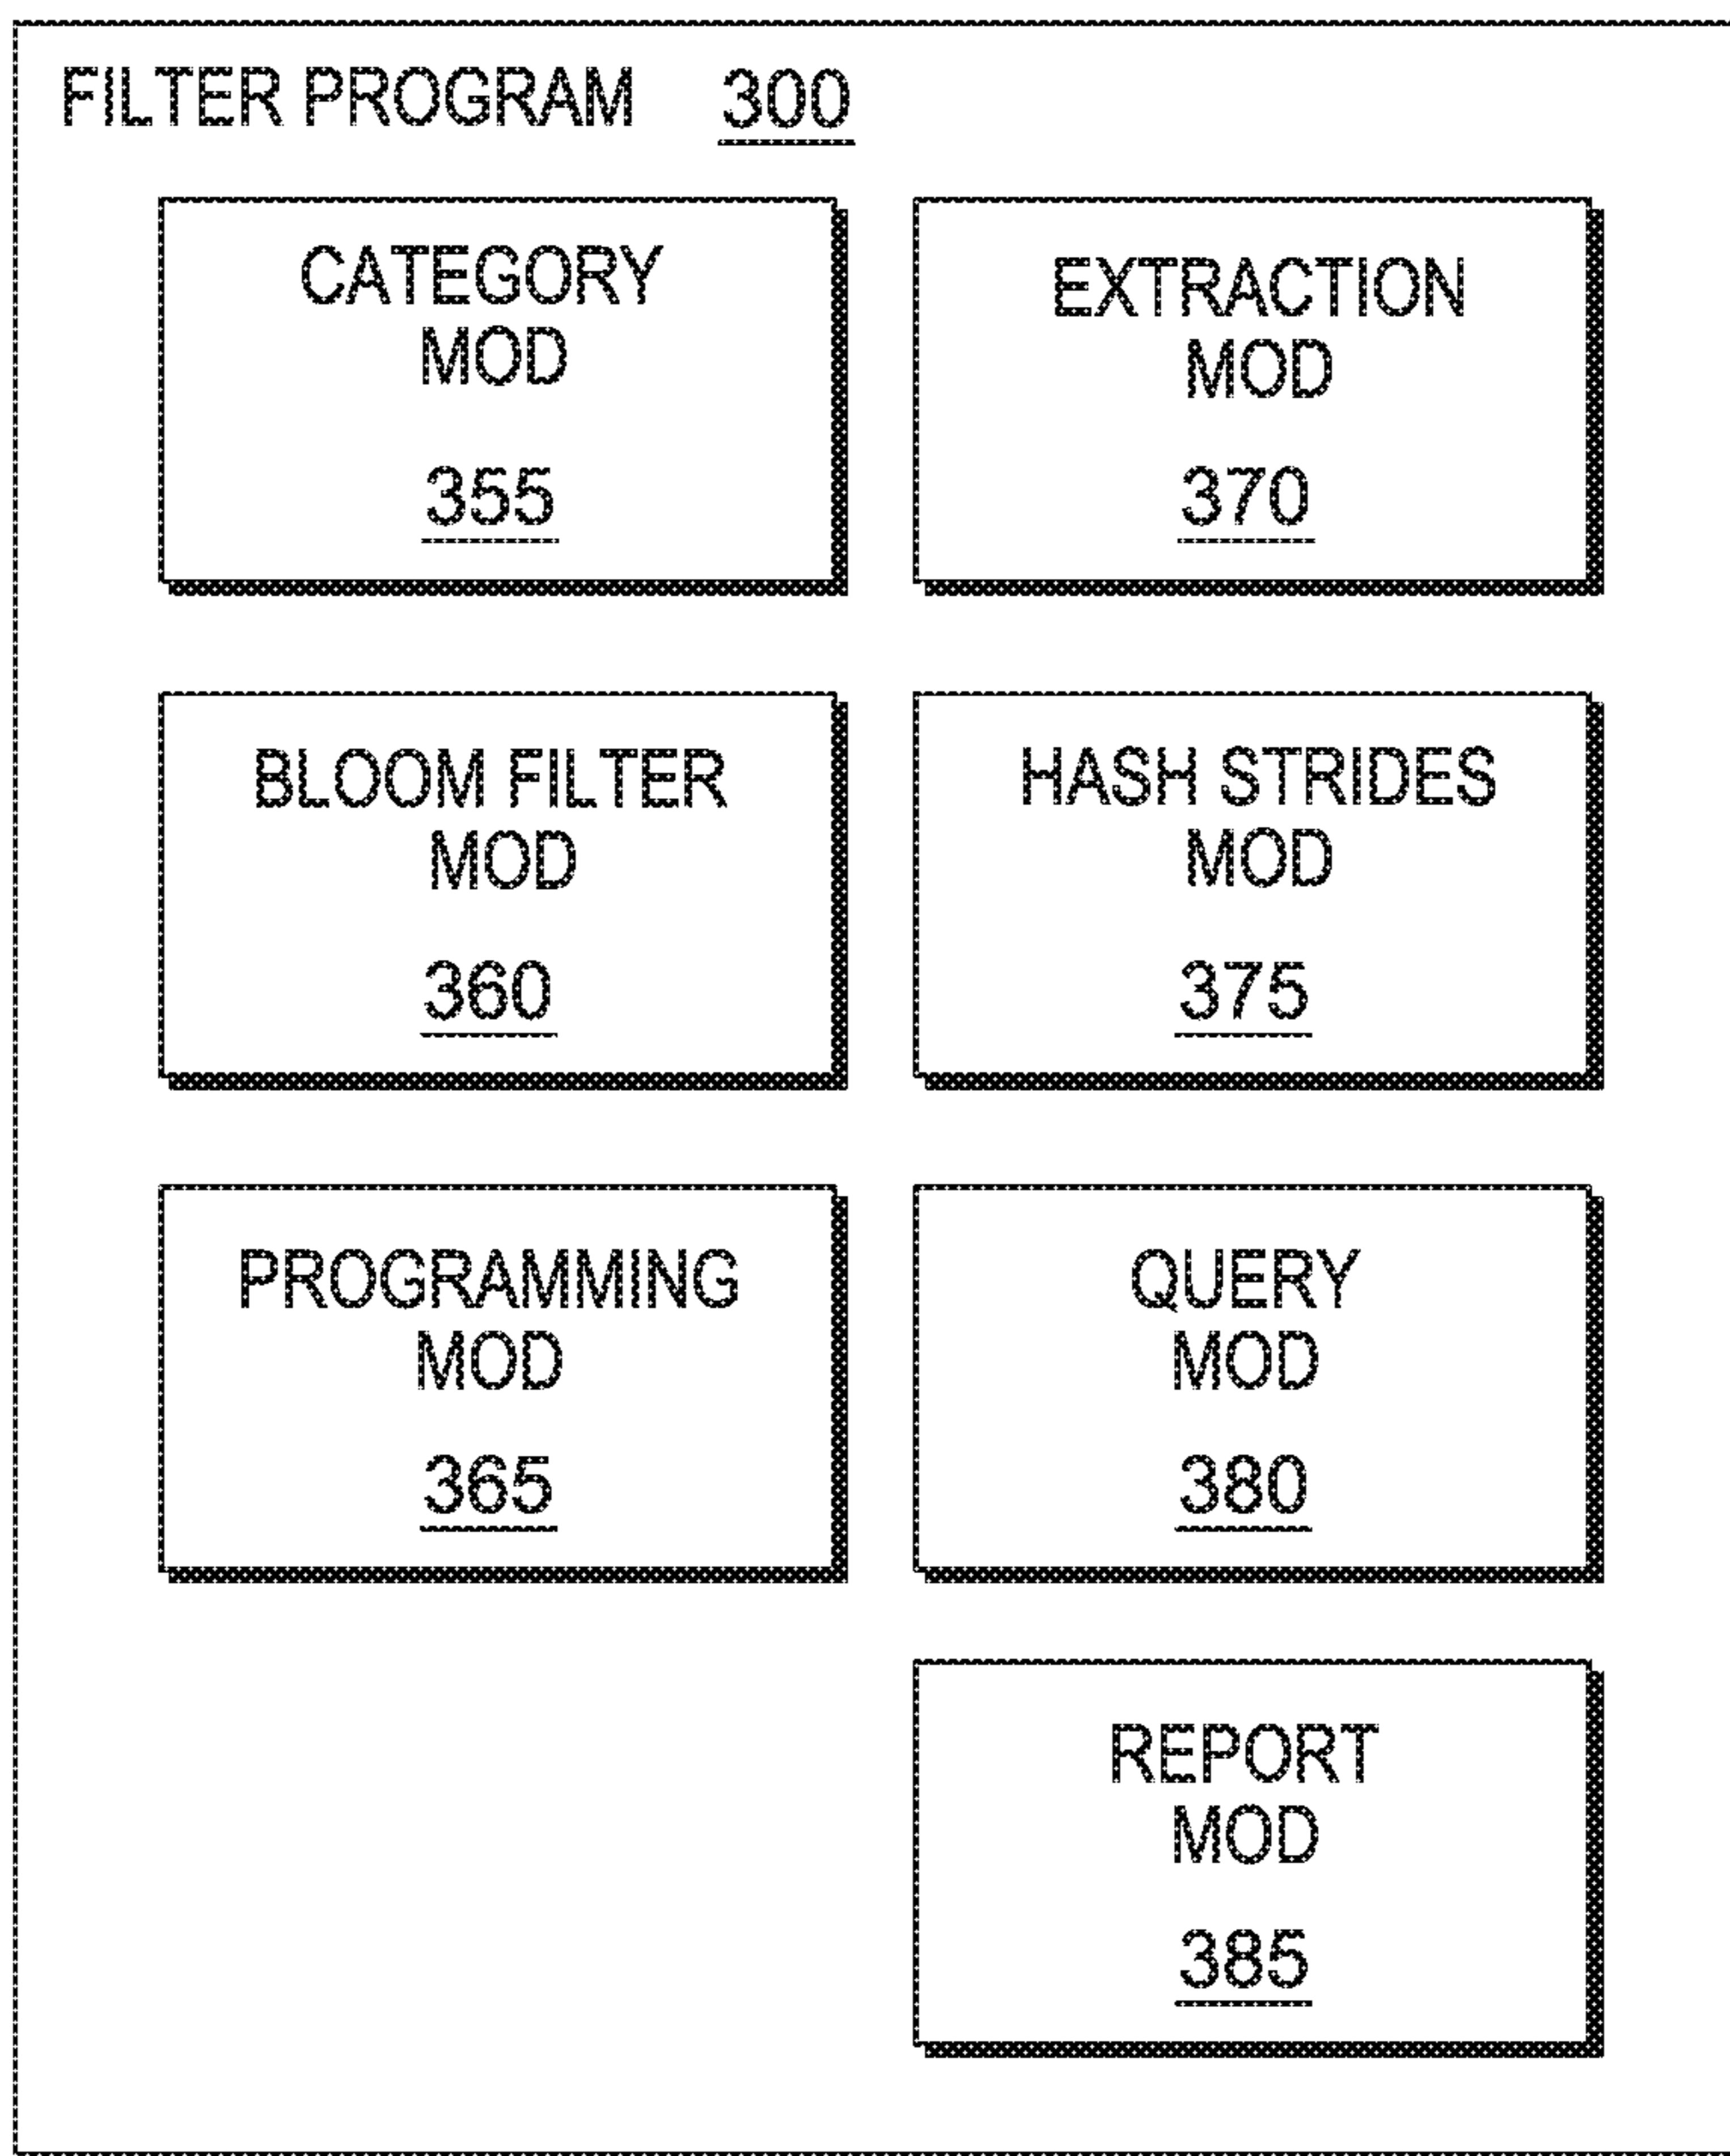 FILTER PROGRAM 300
CATEGORY
MOD
355
EXTRACTION
MOD
370
BLOOM FILTER
MOD
360
HASH STRIDES
MOD
375
PROGRAMMING
MOD
365
QUERY
MOD
380
REPORT
MOD
385